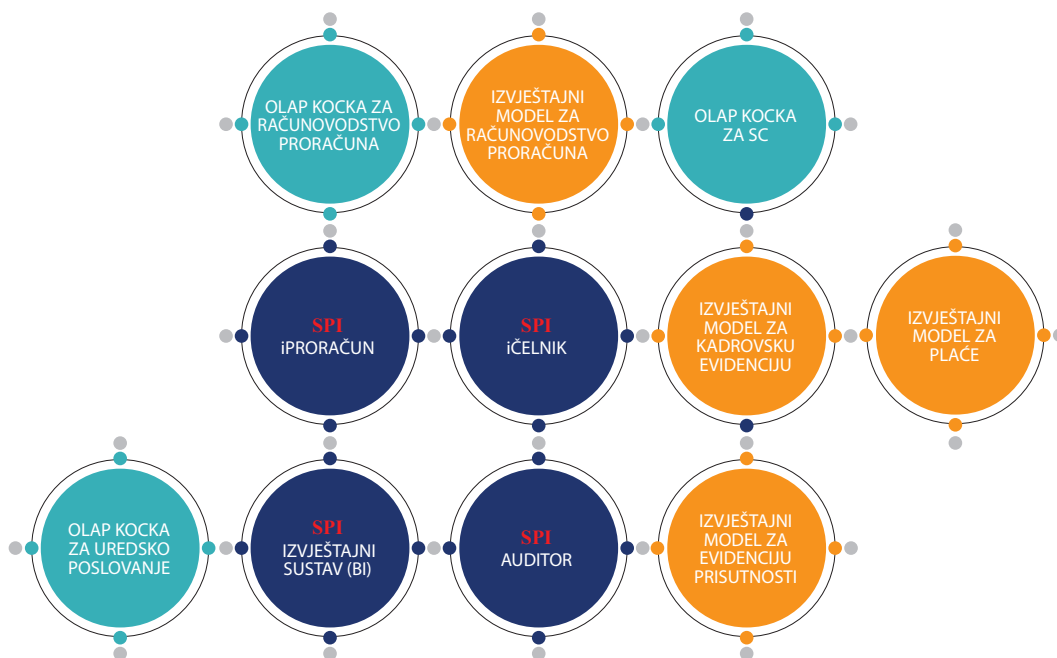 OLAP KOCKA ZA
RAČUNOVODSTVO
PRORAČUNA
IZVJEŠTAJNI
MODEL ZA
RAČUNOVODSTVO
PRORAČUNA
OLAP KOCKA
ZA SC
SPI
iPRORAČUN
SPI
iČELNIK
IZVJEŠTAJNI
MODEL ZA
KADROVSKU
EVIDENCIJU
IZVJEŠTAJNI
MODEL ZA
PLAĆE
OLAP KOCKA
ZA UREDSKO
POSLOVANJE
SPI
IZVJEŠTAJNI
SUSTAV (BI)
SPI
AUDITOR
IZVJEŠTAJNI
MODEL ZA
EVIDENCIJU
PRISUTNOSTI